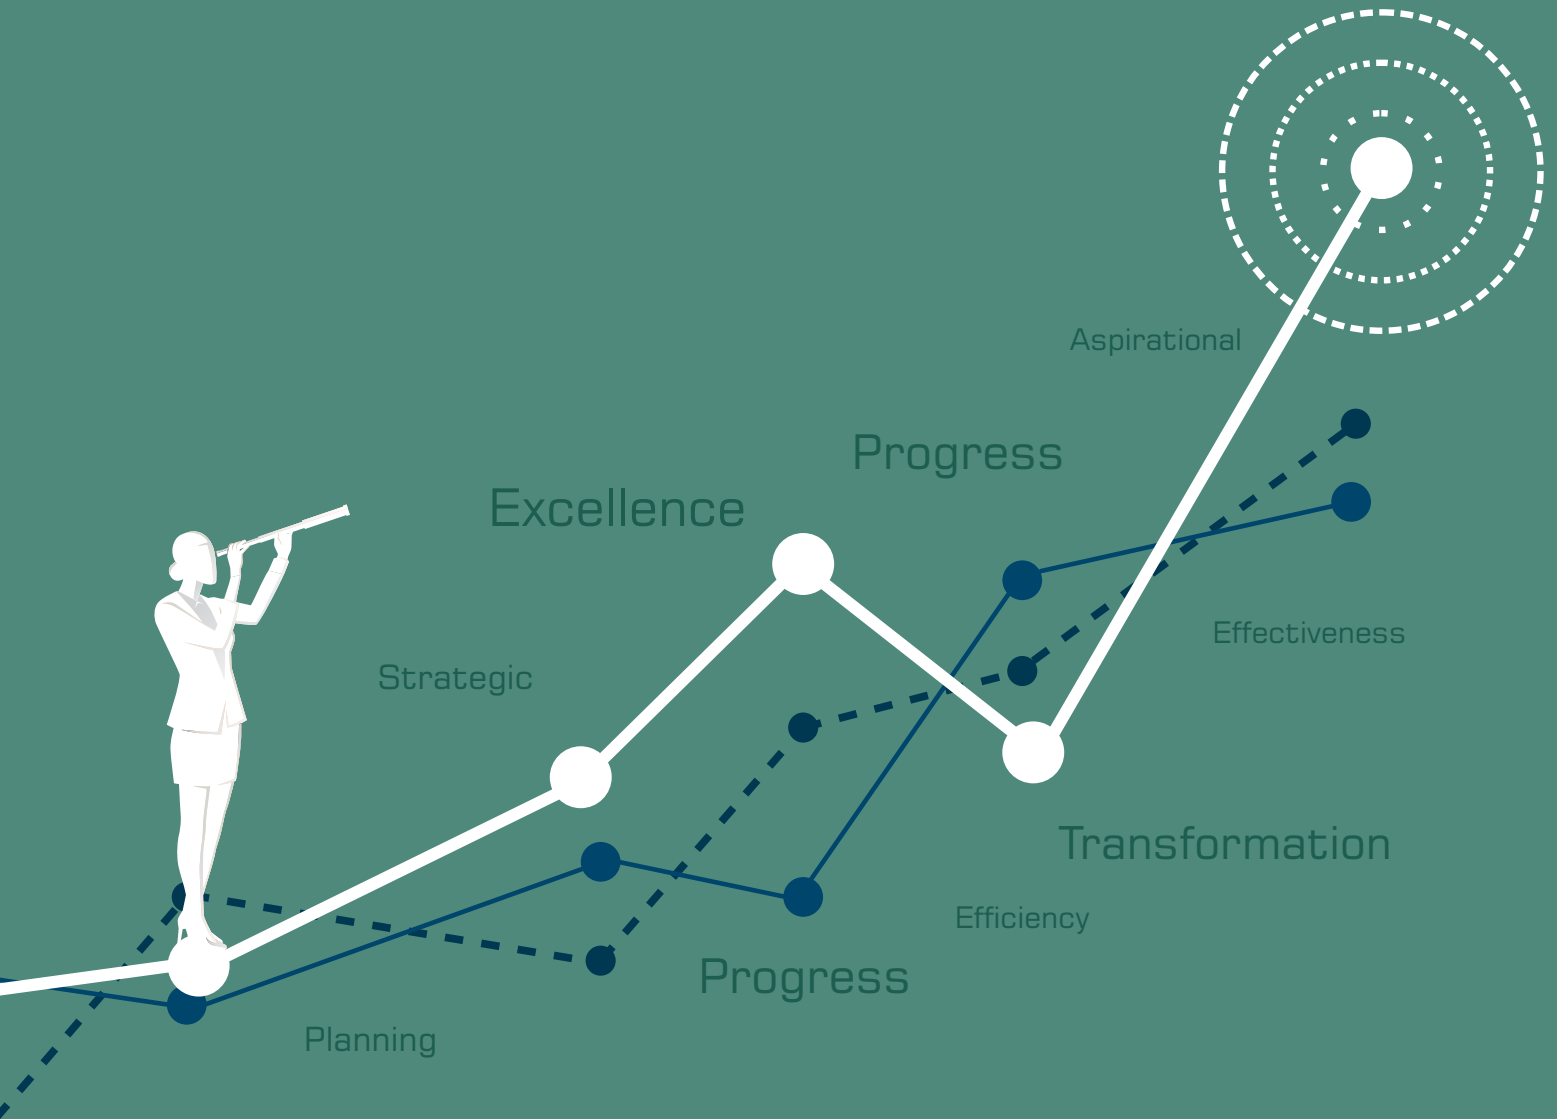 Aspirational
Progress
Excellence
Effectiveness
Strategic
Transformation
Efficiency
Progress
Planning